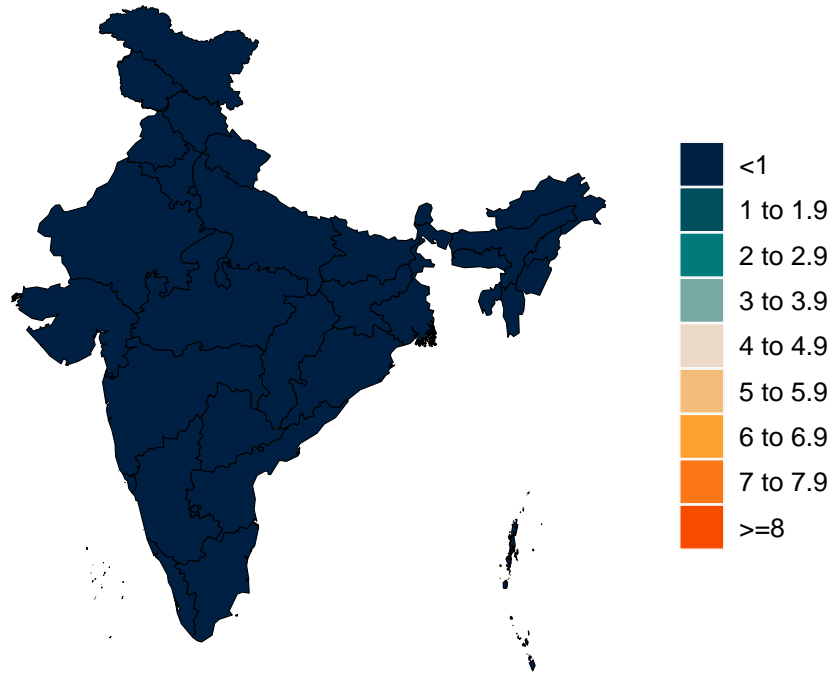 <1
1 to 1.9
2 to 2.9
3 to 3.9
4 to 4.9
5 to 5.9
6 to 6.9
7 to 7.9
>=8